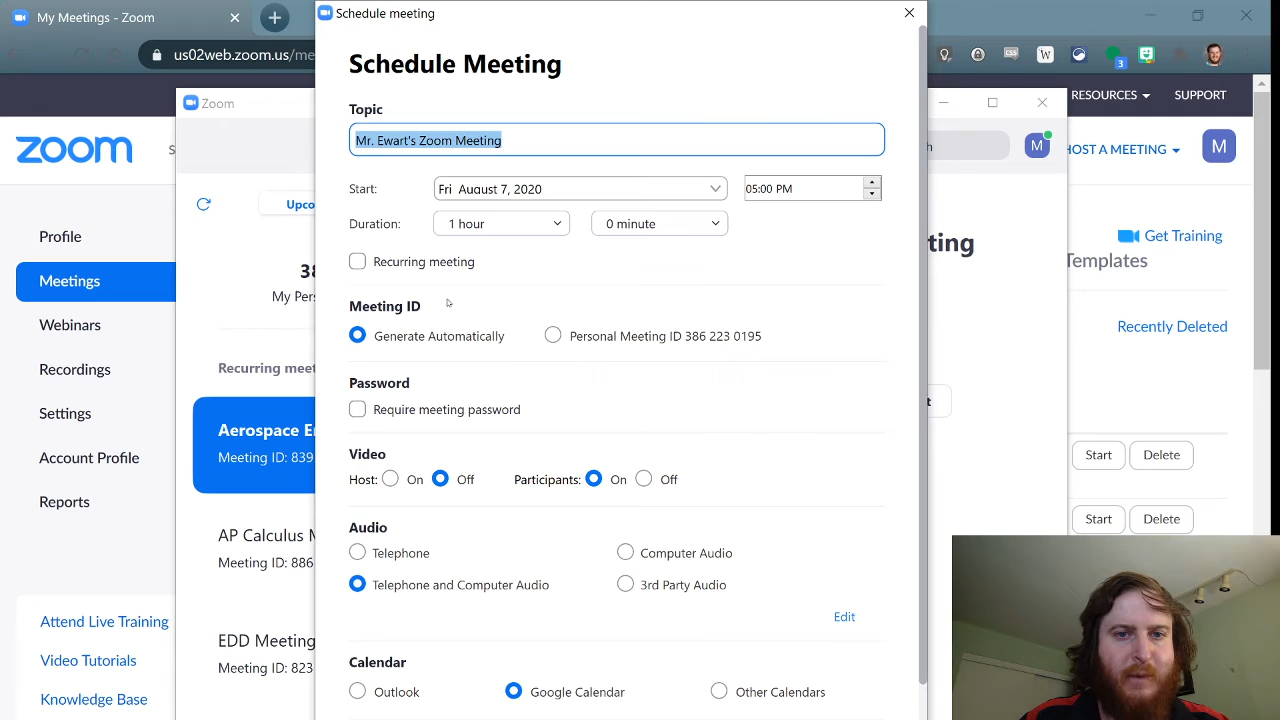 My Meetings - Zoom
us02web.zoom.us/me
3
RESOURCES
SUPPORT
zoom
S
HOST A MEETING
M
Profile
Meetings
Webinars
Recordings
Settings
Account Profile
Reports
Attend Live Training
Video Tutorials
Knowledge Base
Get Training
Templates
Recently Deleted
Start
Delete
Start
Delete
Zoom
h
M
Upco
38
My Per
Recurring mee
Aerospace E
Meeting ID: 839
AP Calculus M
Meeting ID: 886
EDD Meeting
Meeting ID: 823
ting
t
Schedule meeting
Schedule Meeting
Topic
Mr. Ewart's Zoom Meeting
Start:
Fri August 7, 2020
05:00 PM
Duration:
1 hour
0 minute
Recurring meeting
Meeting ID
Generate Automatically
Personal Meeting ID 386 223 0195
Password
Require meeting password
Video
Host:
On
Off
Participants:
On
Off
Audio
Telephone
Computer Audio
Telephone and Computer Audio
3rd Party Audio
Edit
Calendar
Outlook
Google Calendar
Other Calendars